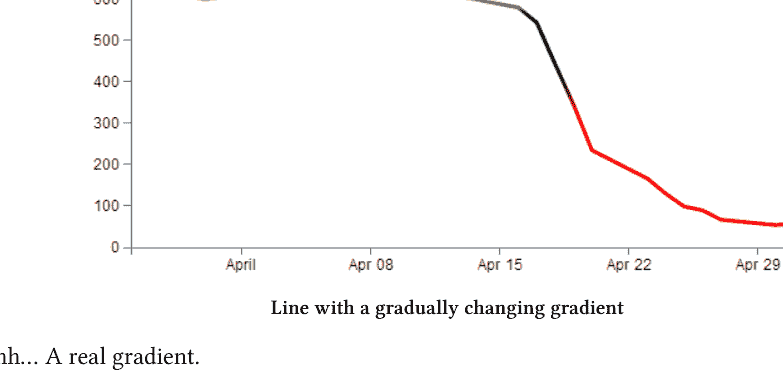 500
400
300
200
100
0
April Apr 08 Apr 15 Apr 22 Apr 29
Line with a gradually changing gradient
A real gradient.